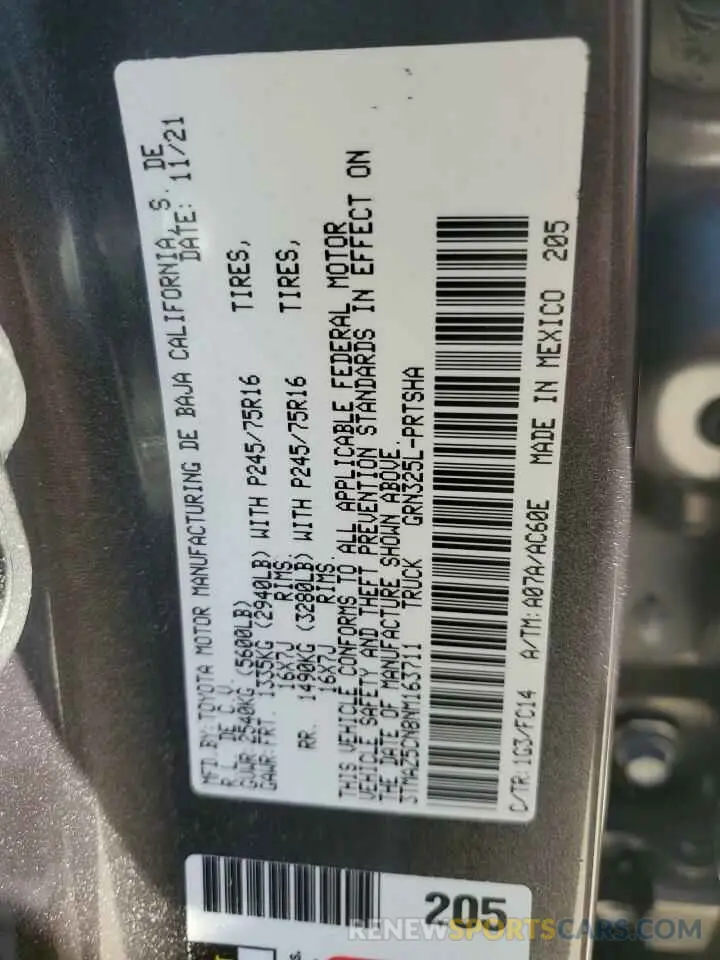 MFD.BY:TOYOTA MOTOR MANUFACTURING DE BAJA CALIFORNIA, S. DE
R.L. DE C.V. DATE: 11/21
GVWR: 2540KG (5600LB)
GAWR:FRT. 1335KG (2940LB) WITH P245/75R16 TIRES,
16X7J RIMS.
RR. 1490KG (3280LB) WITH P245/75R16 TIRES,
16X7J RIMS.
THIS VEHICLE CONFORMS TO ALL APPLICABLE FEDERAL MOTOR
VEHICLE SAFETY AND THEFT PREVENTION STANDARDS IN EFFECT ON
THE DATE OF MANUFACTURE SHOWN ABOVE.
3TMAZ5CN8NM163711 TRUCK GRN325L-PRTSHA
C/TR:1G3/FC14 A/TM:A07A/AC60E MADE IN MEXICO 205
205
RENEWSPORTSCAR.COM